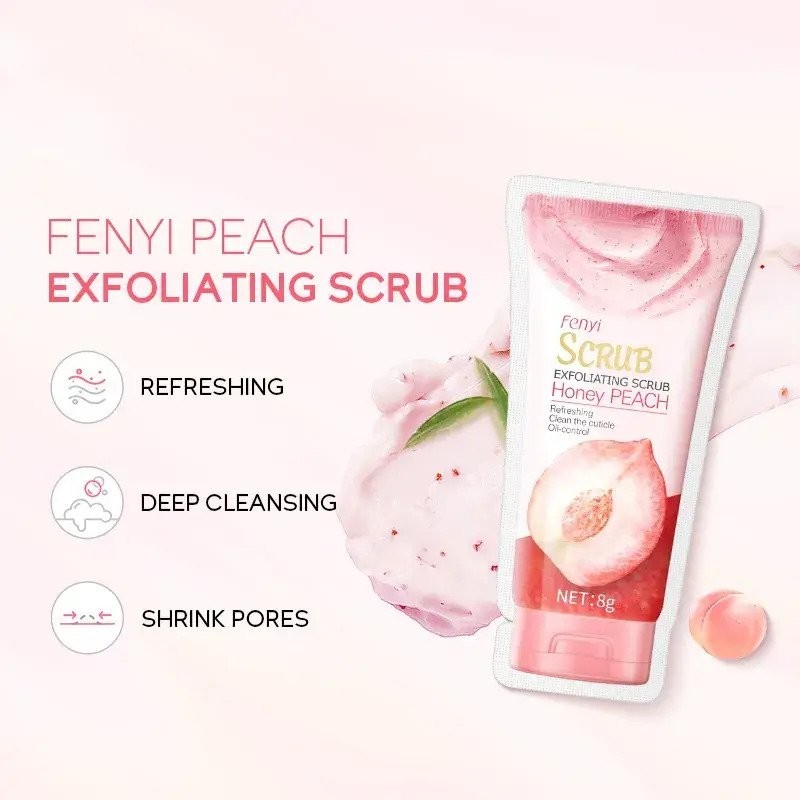 FENYI PEACH
EXFOLIATING SCRUB
REFRESHING
DEEP CLEANSING
SHRINK PORES
Fenyi
SCRUB
EXFOLIATING SCRUB
Honey PEACH
Refreshing
Clean the cuticle
Oil-control
NET:8g